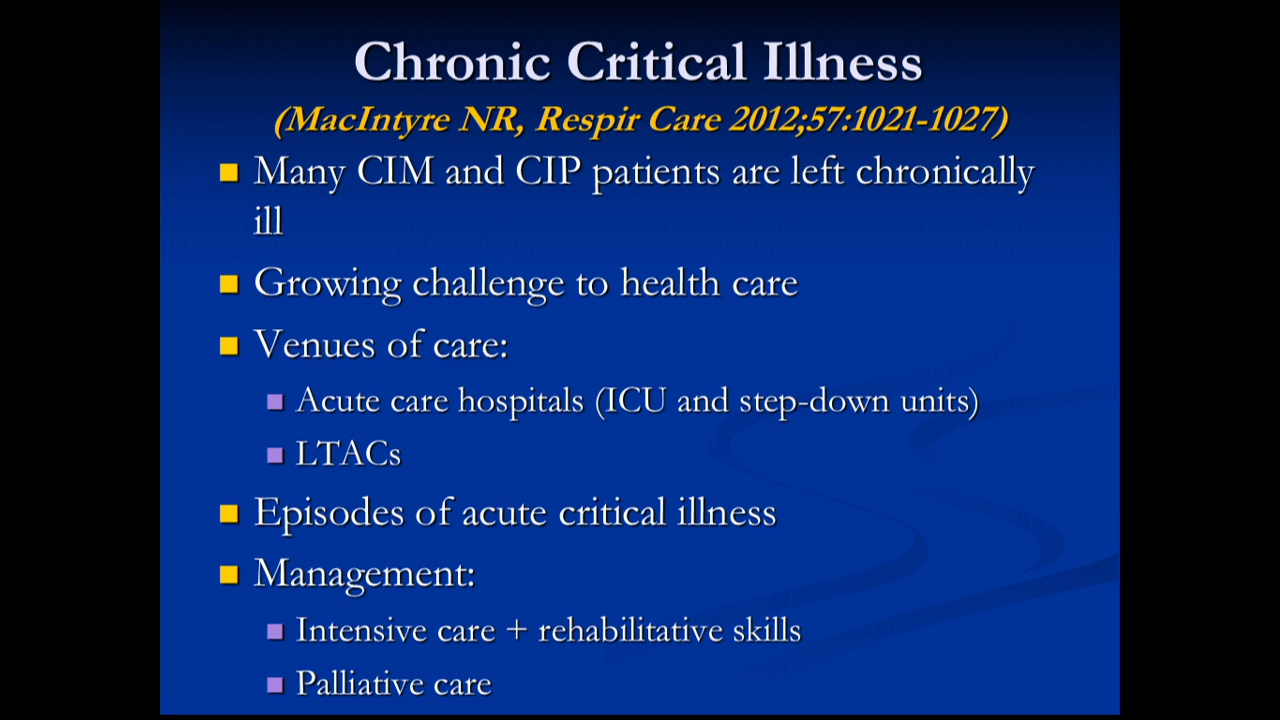 Chronic Critical Illness
(MacIntyre NR, Respir Care 2012;57:1021-1027)
Many CIM and CIP patients are left chronically
ill
Growing challenge to health care
Venues of care:
Acute care hospitals (ICU and step-down units)
LTACs
Episodes of acute critical illness
Management:
Intensive care + rehabilitative skills
Palliative care